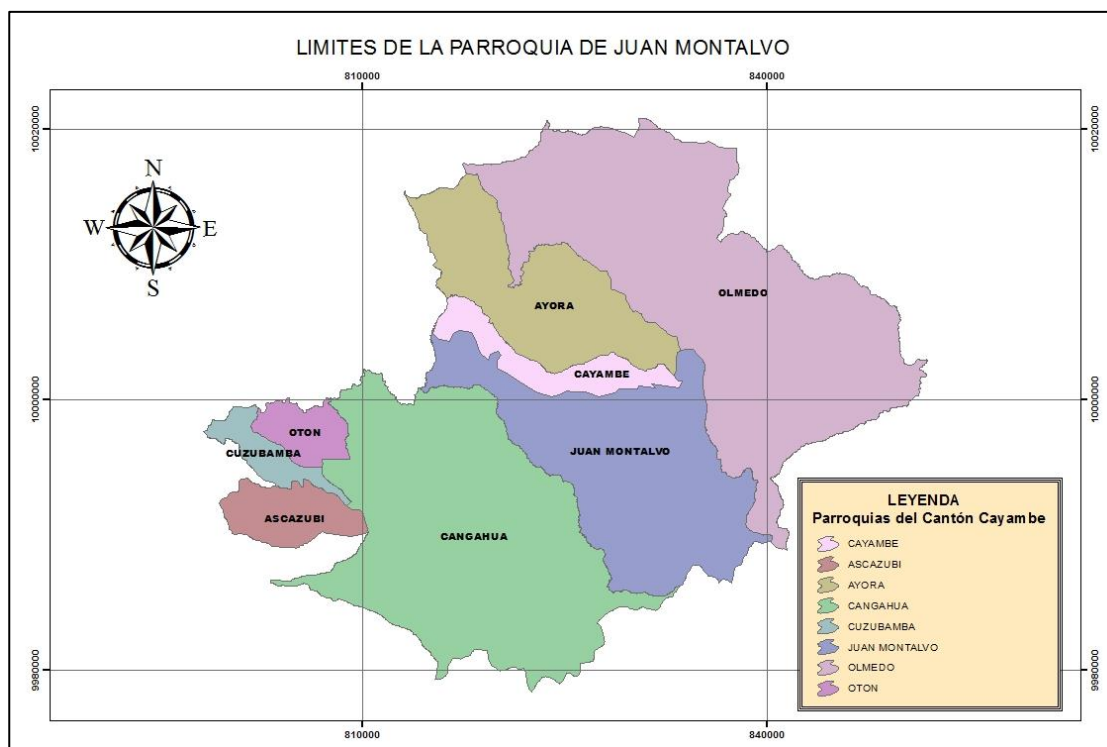 LIMITES DE LA PARROQUIA DE JUAN MONTALVO
810000
840000
10020000
10020000
N
W
E
S
OLMEDO
AYORA
CAYAMBE
10000000
10000000
OTON
CUZUBAMBA
JUAN MONTALVO
ASCAZUBI
CANGAHUA
LEYENDA
Parroquias del Cantón Cayambe
CAYAMBE
ASCAZUBI
AYORA
CANGAHUA
CUZUBAMBA
JUAN MONTALVO
OLMEDO
OTON
9980000
9980000
810000
840000